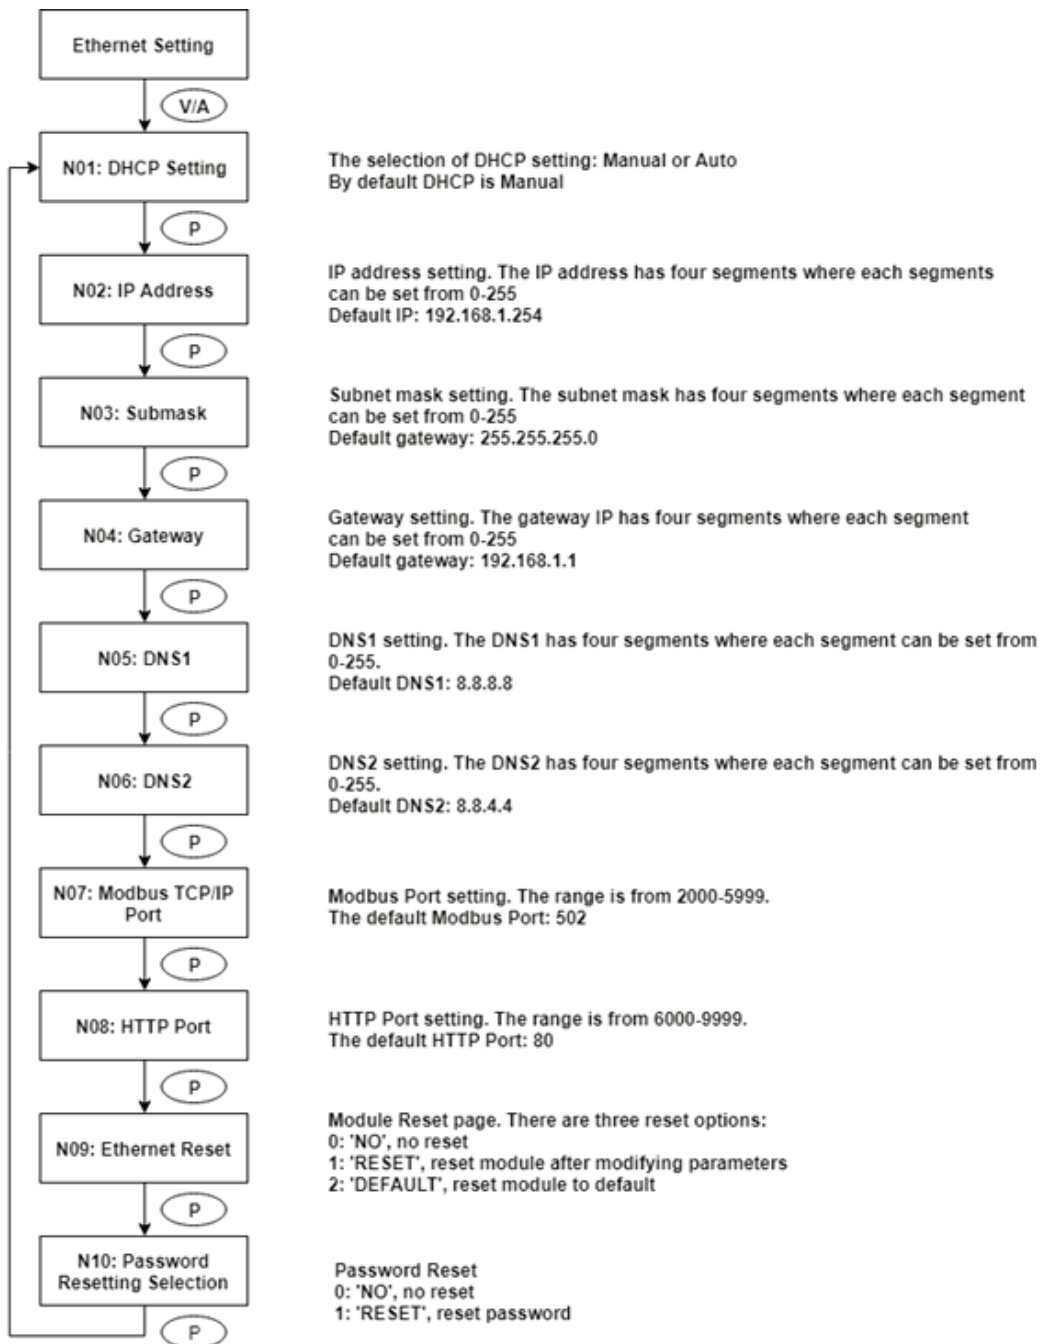 Ethernet Setting
V/A
N01: DHCP Setting
The selection of DHCP setting: Manual or Auto
By default DHCP is Manual
P
N02: IP Address
IP address setting. The IP address has four segments where each segments
can be set from 0-255
Default IP: 192.168.1.254
P
N03: Submask
Subnet mask setting. The subnet mask has four segments where each segment
can be set from 0-255
Default gateway: 255.255.255.0
P
N04: Gateway
Gateway setting. The gateway IP has four segments where each segment
can be set from 0-255
Default gateway: 192.168.1.1
P
N05: DNS1
DNS1 setting. The DNS1 has four segments where each segment can be set from
0-255.
Default DNS1: 8.8.8.8
P
N06: DNS2
DNS2 setting. The DNS2 has four segments where each segment can be set from
0-255.
Default DNS2: 8.8.4.4
P
N07: Modbus TCP/IP
Port
Modbus Port setting. The range is from 2000-5999.
The default Modbus Port: 502
P
N08: HTTP Port
HTTP Port setting. The range is from 6000-9999.
The default HTTP Port: 80
P
N09: Ethernet Reset
Module Reset page. There are three reset options:
0: 'NO', no reset
1: 'RESET', reset module after modifying parameters
2: 'DEFAULT', reset module to default
P
N10: Password
Resetting Selection
Password Reset
0: 'NO', no reset
1: 'RESET', reset password
P